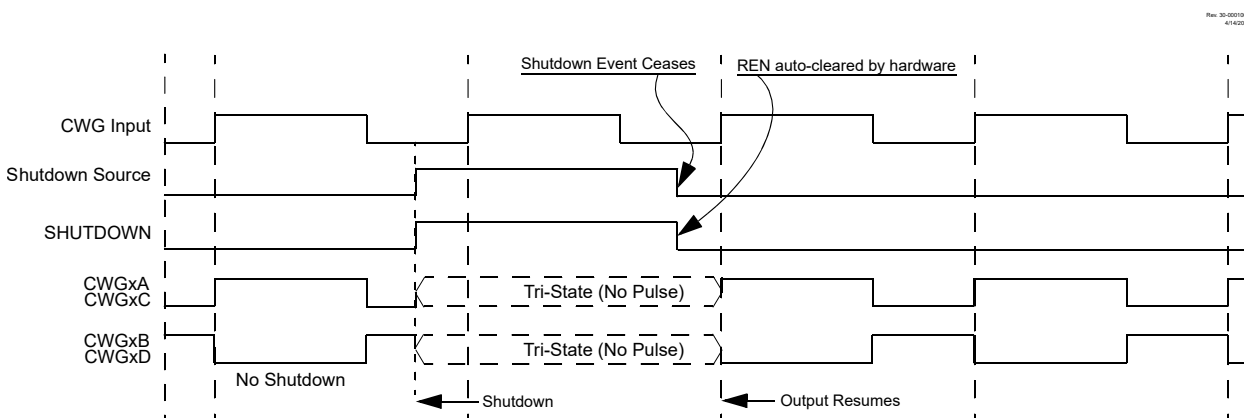 Rev. 30-000100
4/14/20
Shutdown Event Ceases
REN auto-cleared by hardware
CWG Input
Shutdown Source
SHUTDOWN
CWGxA
CWGxC
Tri-State (No Pulse)
CWGxB
CWGxD
Tri-State (No Pulse)
No Shutdown
Shutdown
Output Resumes